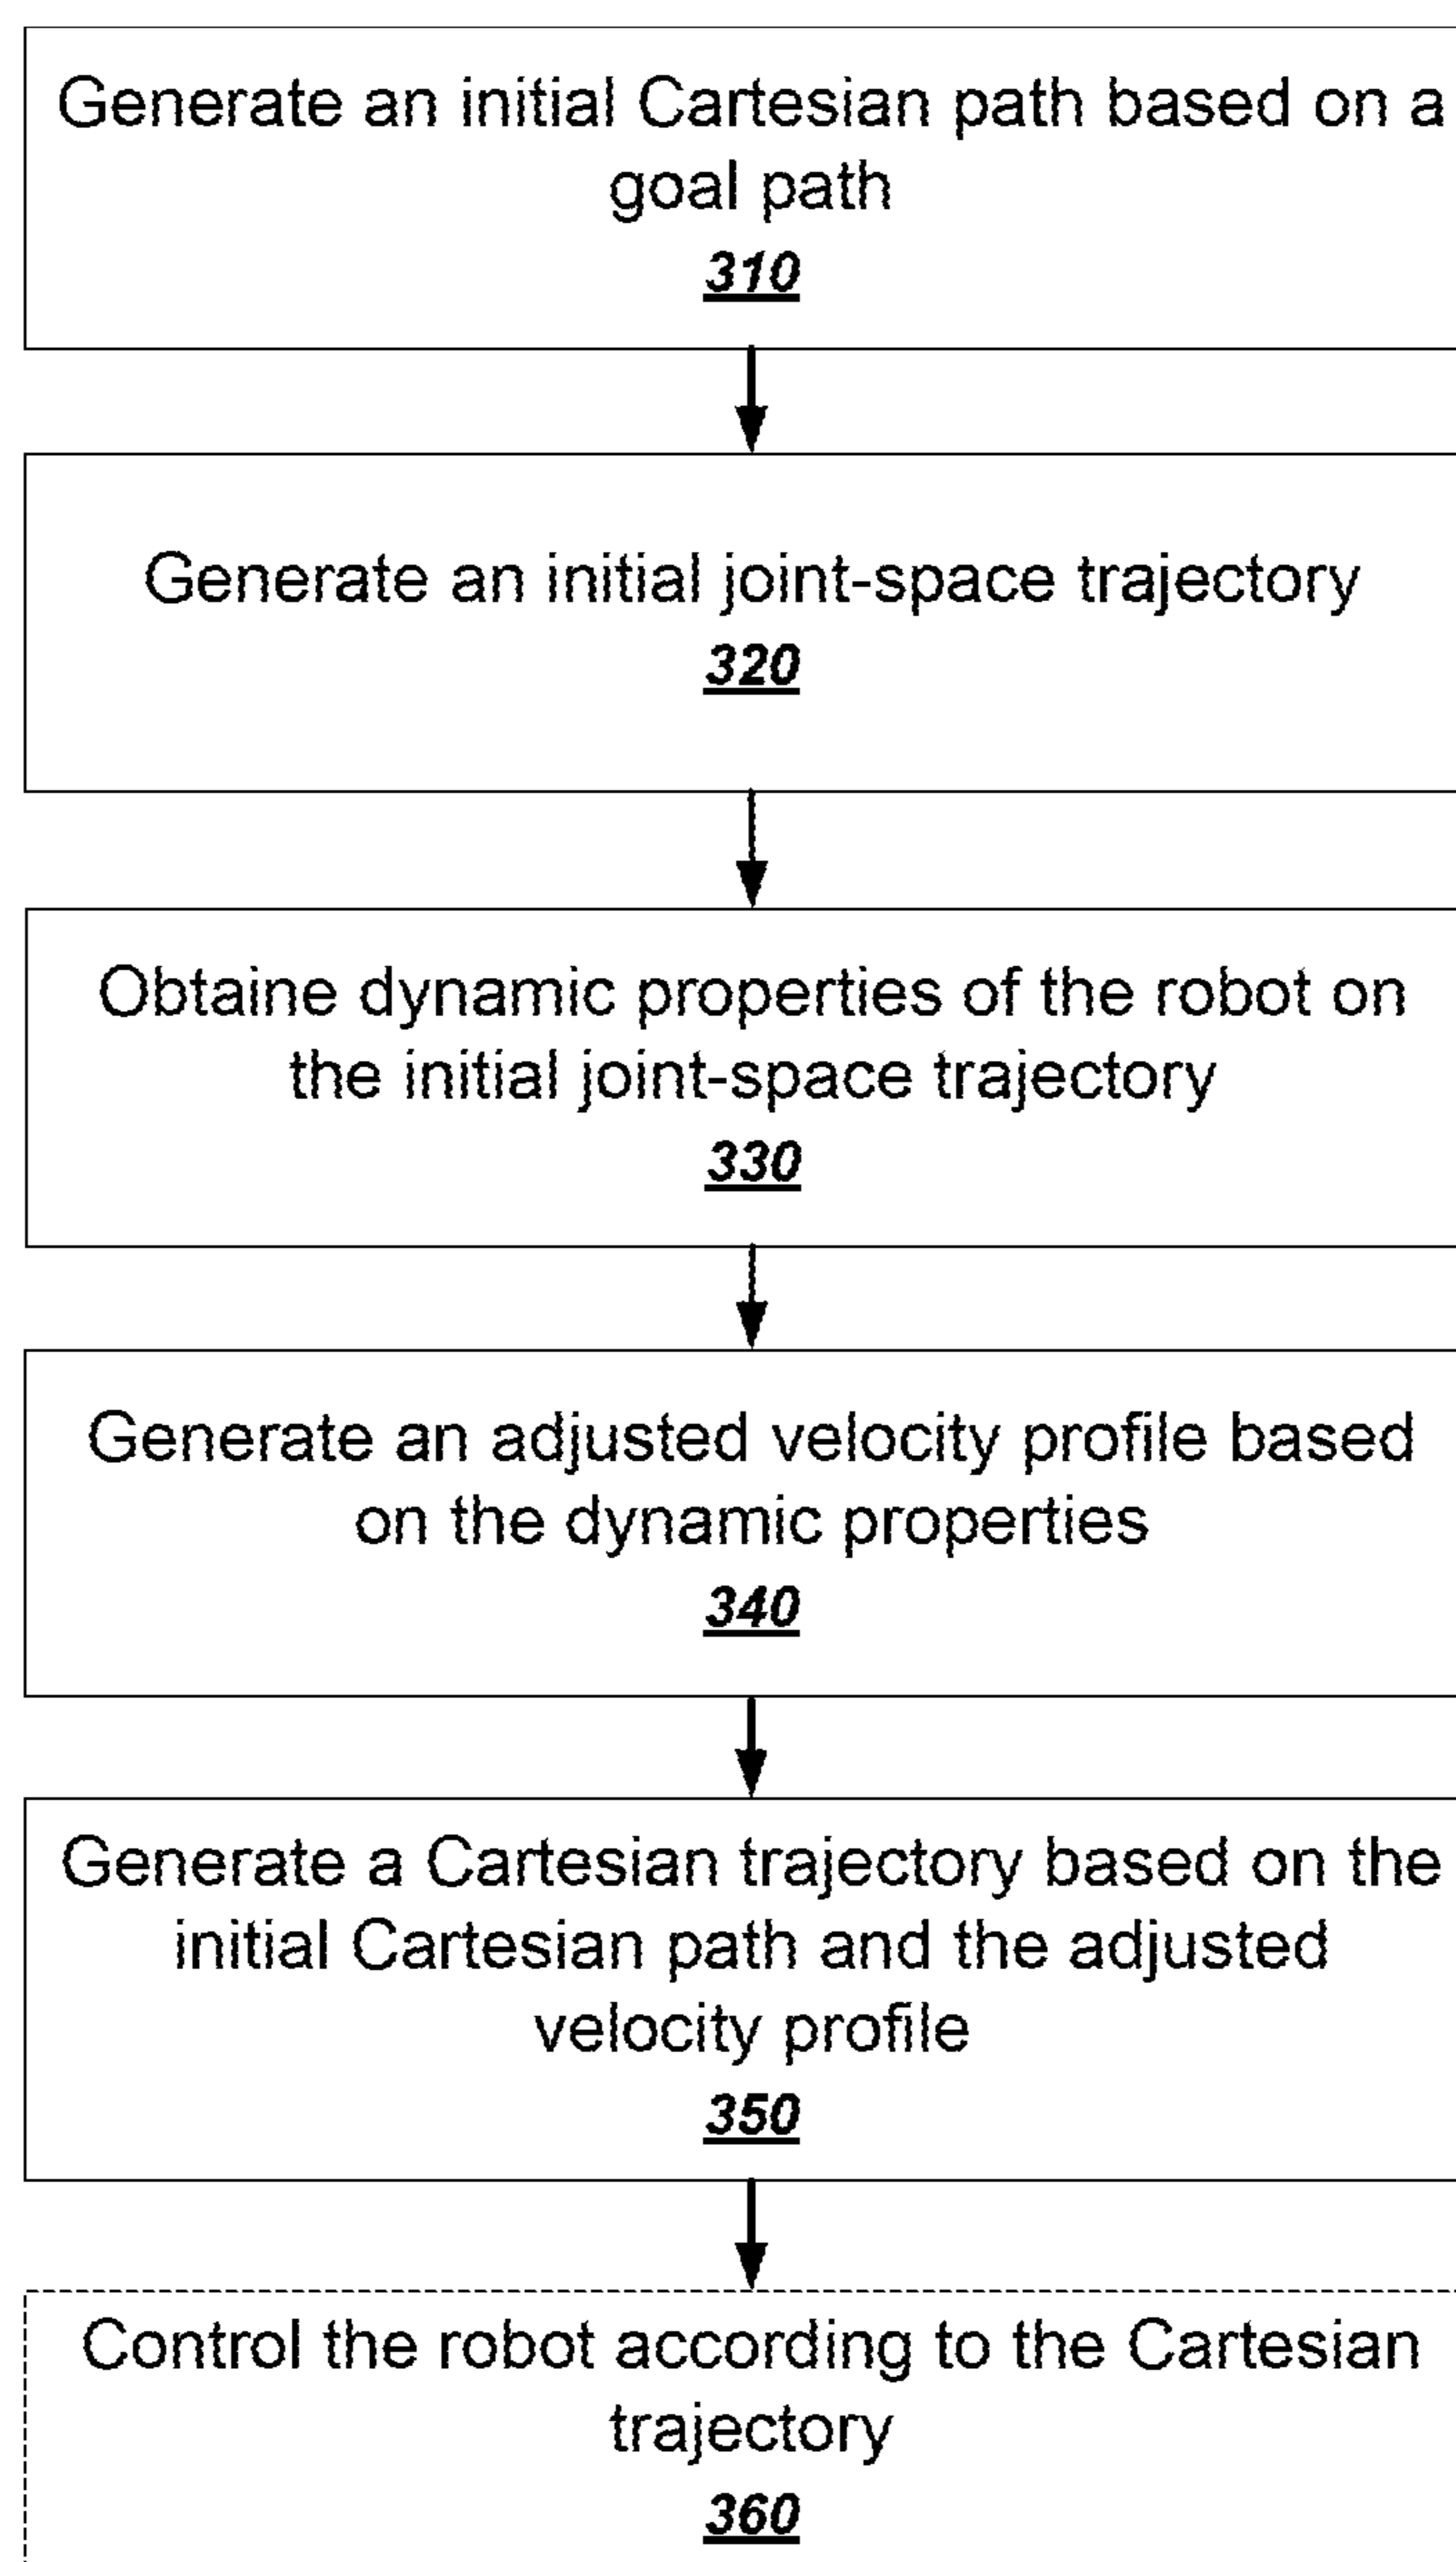 Generate an initial Cartesian path based on a
goal path
310
Generate an initial joint-space trajectory
320
Obtaine dynamic properties of the robot on
the initial joint-space trajectory
330
Generate an adjusted velocity profile based
on the dynamic properties
340
Generate a Cartesian trajectory based on the
initial Cartesian path and the adjusted
velocity profile
350
Control the robot according to the Cartesian
trajectory
360